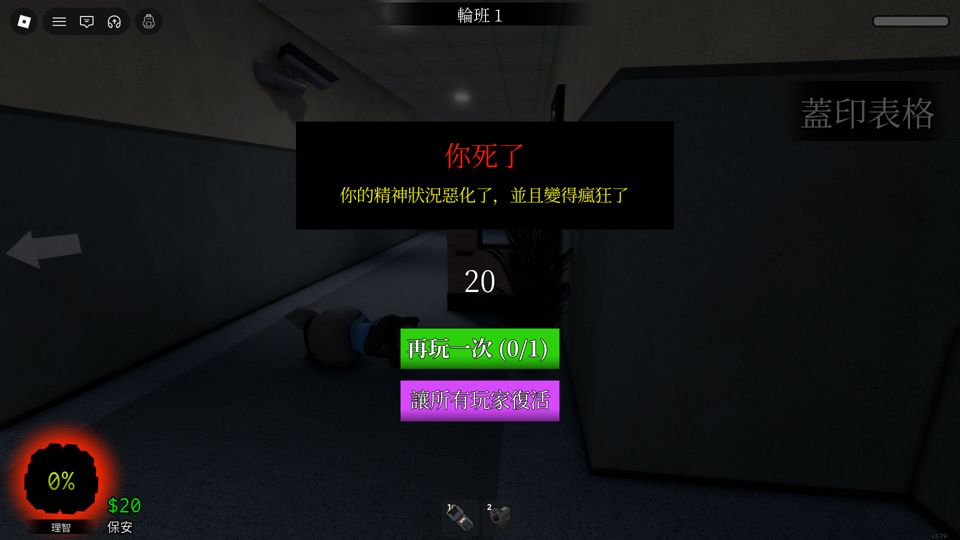 輪班 1
蓋印表格
你死了
你的精神狀況惡化了，並且變得瘋狂了
20
再玩一次 (0/1)
讓所有玩家復活
0%
理智
$20
保安
1
2